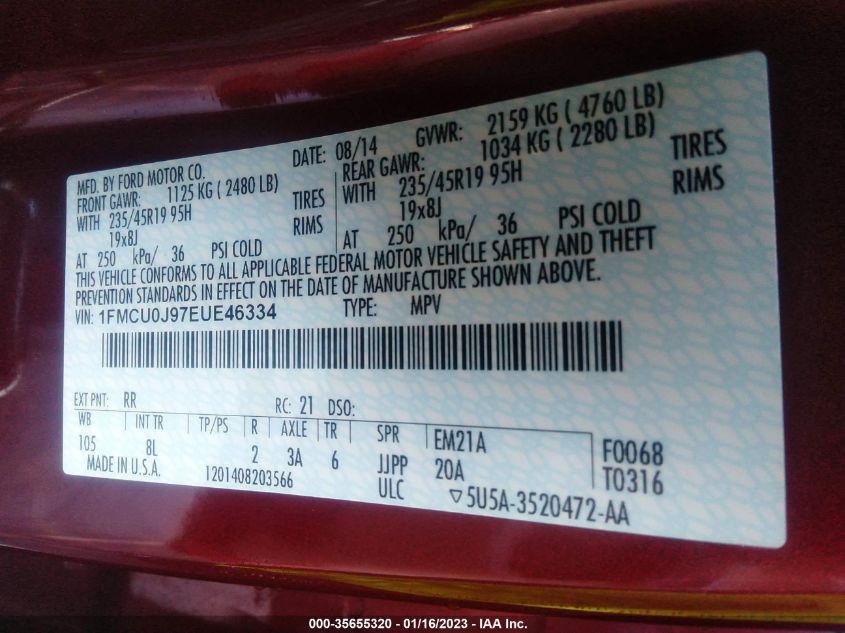 MFD. BY FORD MOTOR CO. DATE: 08/14 GVWR: 2159 KG ( 4760 LB)
FRONT GAWR: 1125 KG ( 2480 LB) REAR GAWR: 1034 KG ( 2280 LB)
WITH 235/45R19 95H TIRES WITH 235/45R19 95H TIRES
19x8J RIMS 19x8J RIMS
AT 250 kPa/ 36 PSI COLD AT 250 kPa/ 36 PSI COLD
THIS VEHICLE CONFORMS TO ALL APPLICABLE FEDERAL MOTOR VEHICLE SAFETY AND THEFT
PREVENTION STANDARDS IN EFFECT ON THE DATE OF MANUFACTURE SHOWN ABOVE.
VIN: 1FMCU0J97EUE46334 TYPE: MPV
EXT PNT: RR RC: 21 DSO:
WB INT TR TP/PS R AXLE TR SPR EM21A F0068
105 8L 2 3A 6 JJPP 20A T0316
MADE IN U.S.A. 1201408203566 ULC ▽5U5A-3520472-AA
000-35655320 - 01/16/2023 - IAA Inc.